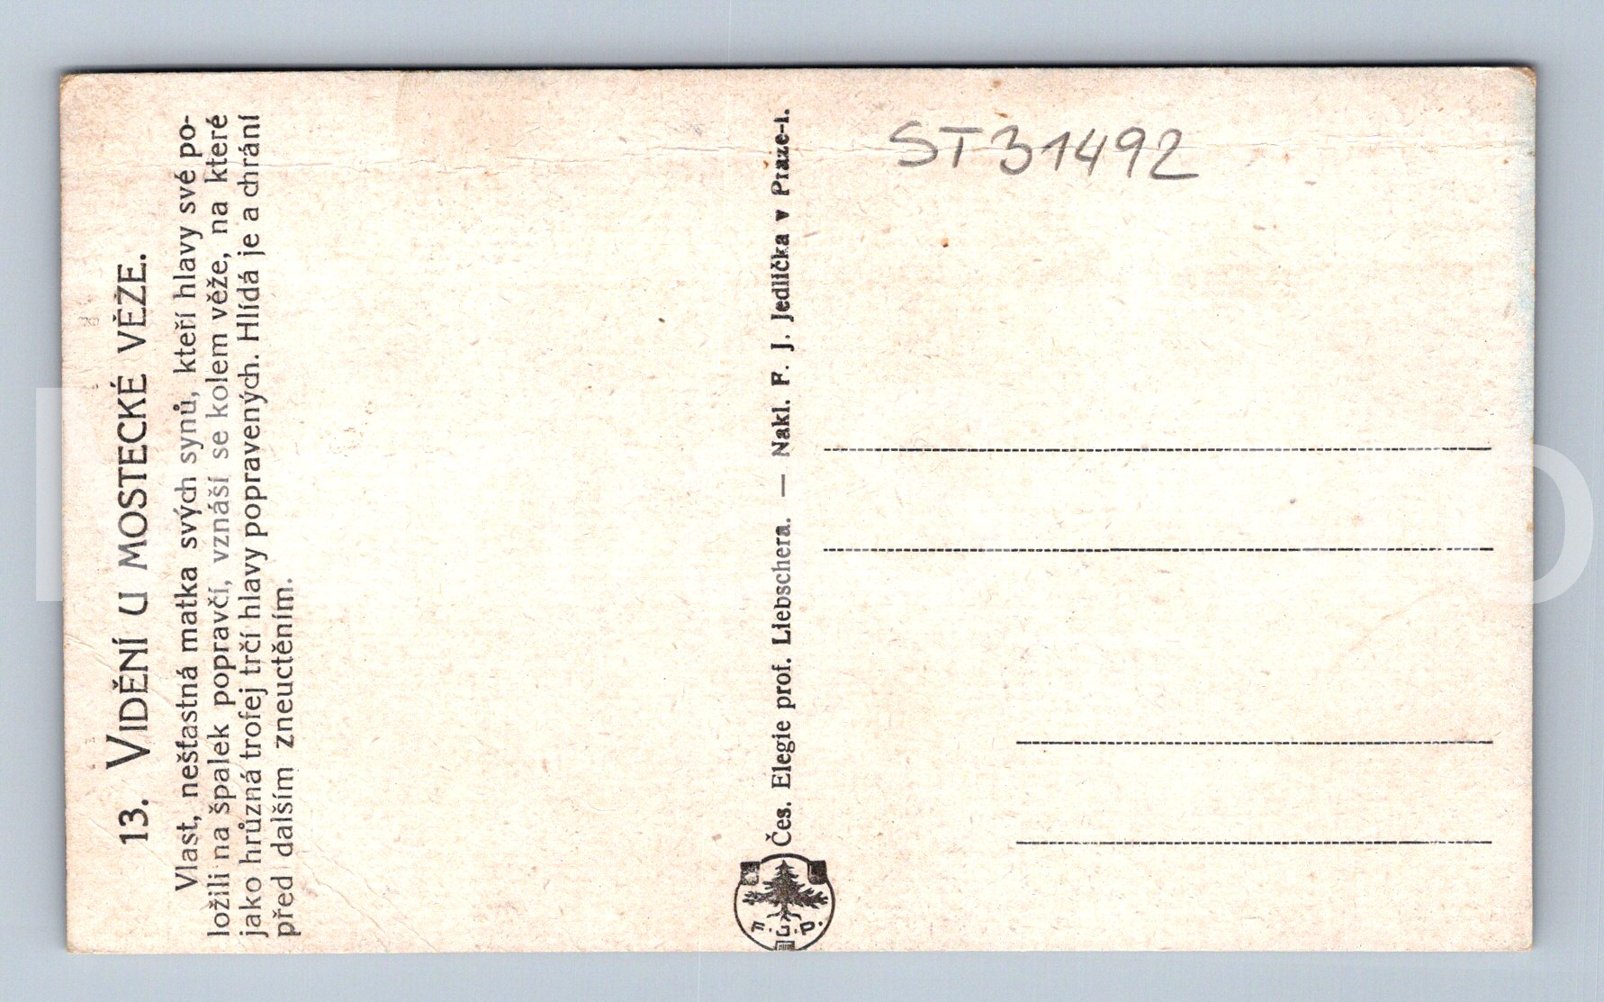 13. VIDĚNÍ U MOSTECKÉ VĚŽE.
Vlast, nešťastná matka svých synů, kteří hlavy své po-
ložili na špalek popravčí, vznáší se kolem věže, na které
jako hrůzná trofej trčí hlavy popravených. Hlídá je a chrání
před dalším zneuctěním.
Čes. Elegie prof. Liebschera. — Nakl. F. J. Jedlička v Praze-I.
F. J. P.
ST31492